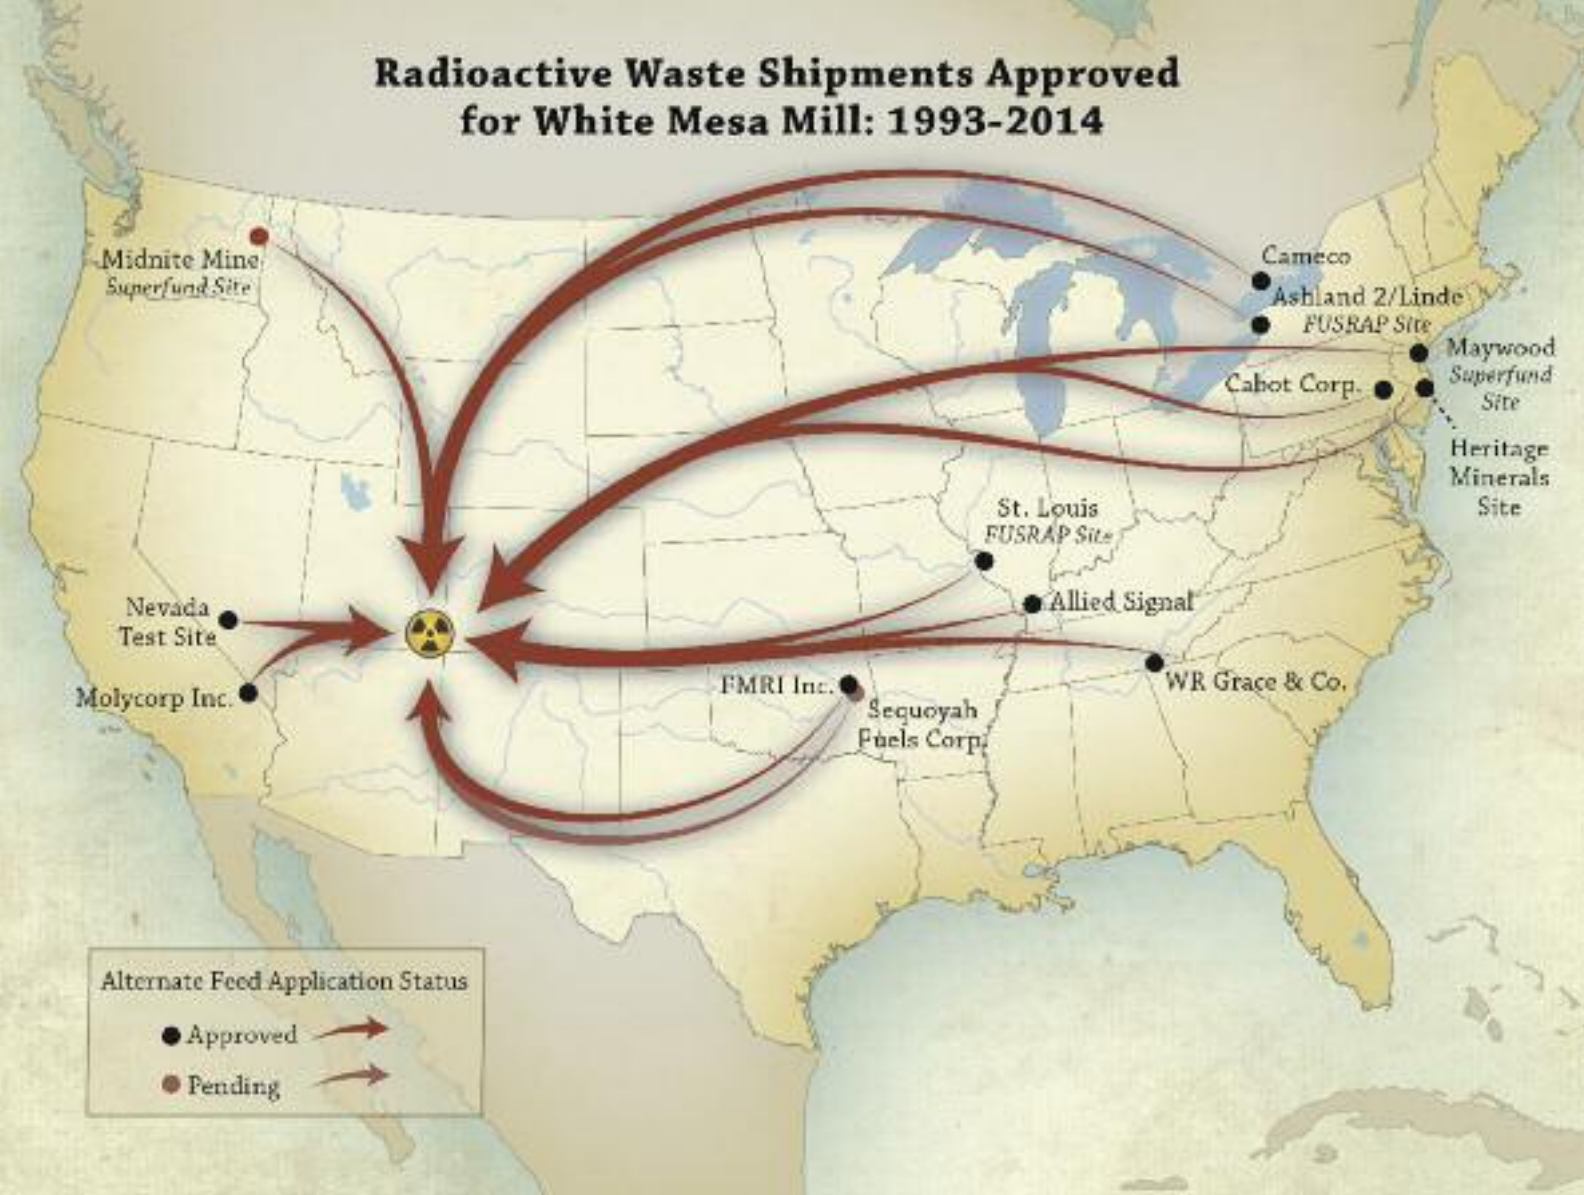 Radioactive Waste Shipments Approved
for White Mesa Mill: 1993-2014
Midnite Mine
Superfund Site
Cameco
Ashland 2/Linde
FUSRAP Site
Maywood
Superfund
Site
Cabot Corp.
Heritage
Minerals
Site
St. Louis
FUSRAP Site
Allied Signal
Nevada
Test Site
Molycorp Inc.
FMRI Inc.
WR Grace & Co.
Sequoyah
Fuels Corp.
Alternate Feed Application Status
Approved
Pending